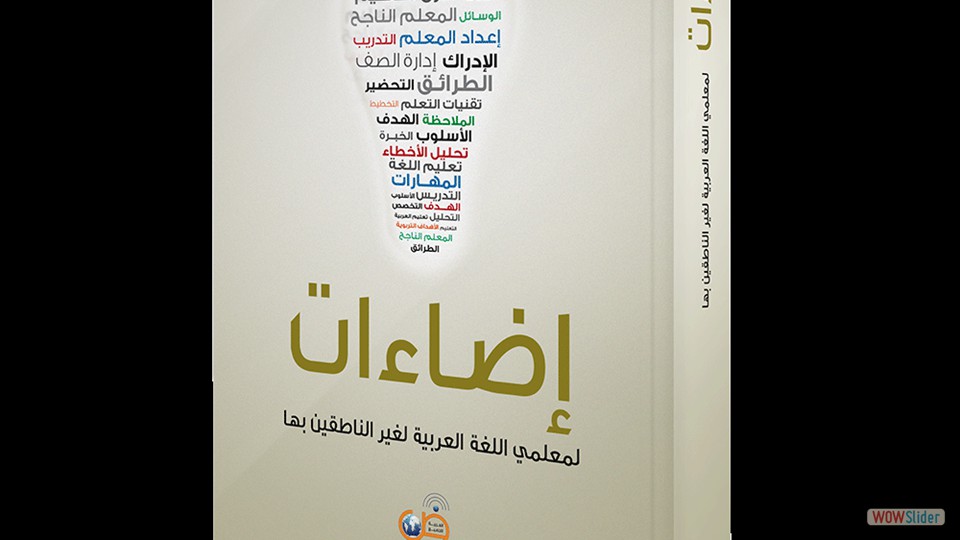 الوسائل المعلم الناجح
إعداد المعلم التدريب
الإدراك إدارة الصف
الطرائق التحضير
تقنيات التعلم التخطيط
الملاحظة الهدف
الأسلوب الخبرة
تحليل الأخطاء
تعليم اللغة
المهارات
التدريس الأسلوب
الهدف التخصص
التحليل تعليم العربية
التعليم الأهداف التربوية
المعلم الناجح
الطرائق
إضاءات
لمعلمي اللغة العربية لغير الناطقين بها
لمعلمي اللغة العربية لغير الناطقين بها
WOWSlider